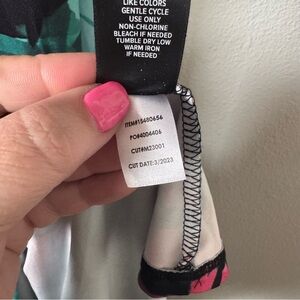 LIKE COLORS
GENTLE CYCLE
USE ONLY
NON-CHLORINE
BLEACH IF NEEDED
TUMBLE DRY LOW
WARM IRON
IF NEEDED
ITEM#15480656
PO#4004406
CUT#M23001
CUT DATE:3/2023